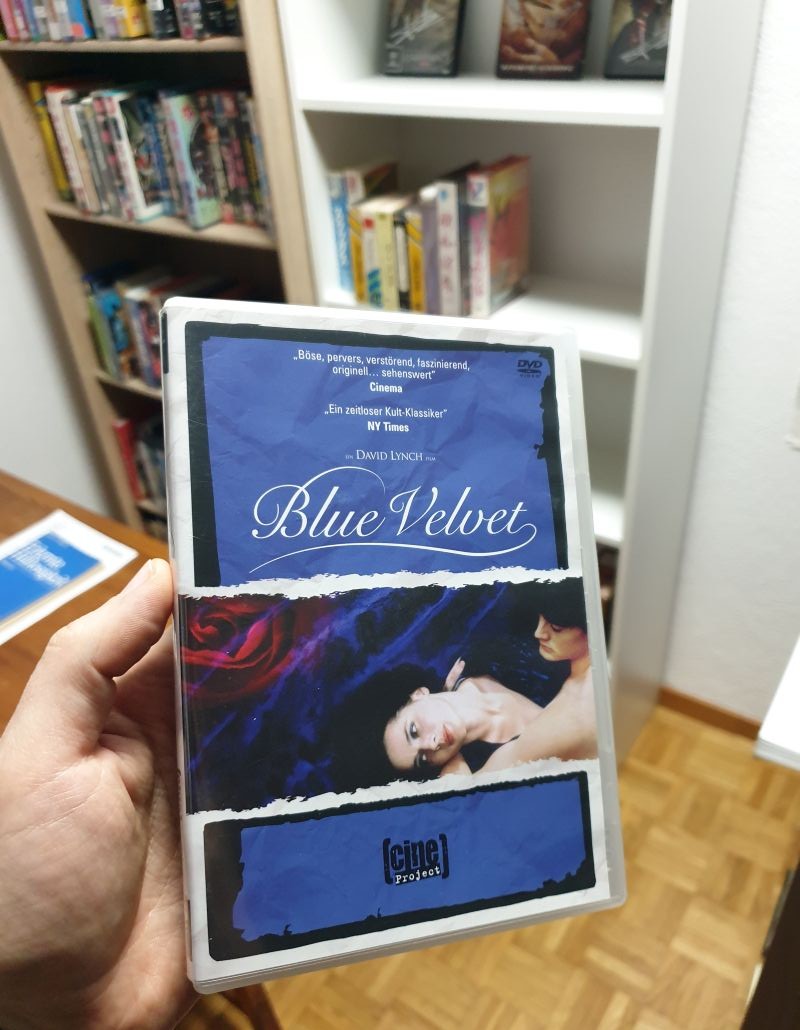 „Böse, pervers, verstörend, faszinierend,
originell... sehenswert"
Cinema
„Ein zeitloser Kult-Klassiker"
NY Times
EIN DAVID LYNCH FILM
Blue Velvet
DVD
VIDEO
[cine]
Project